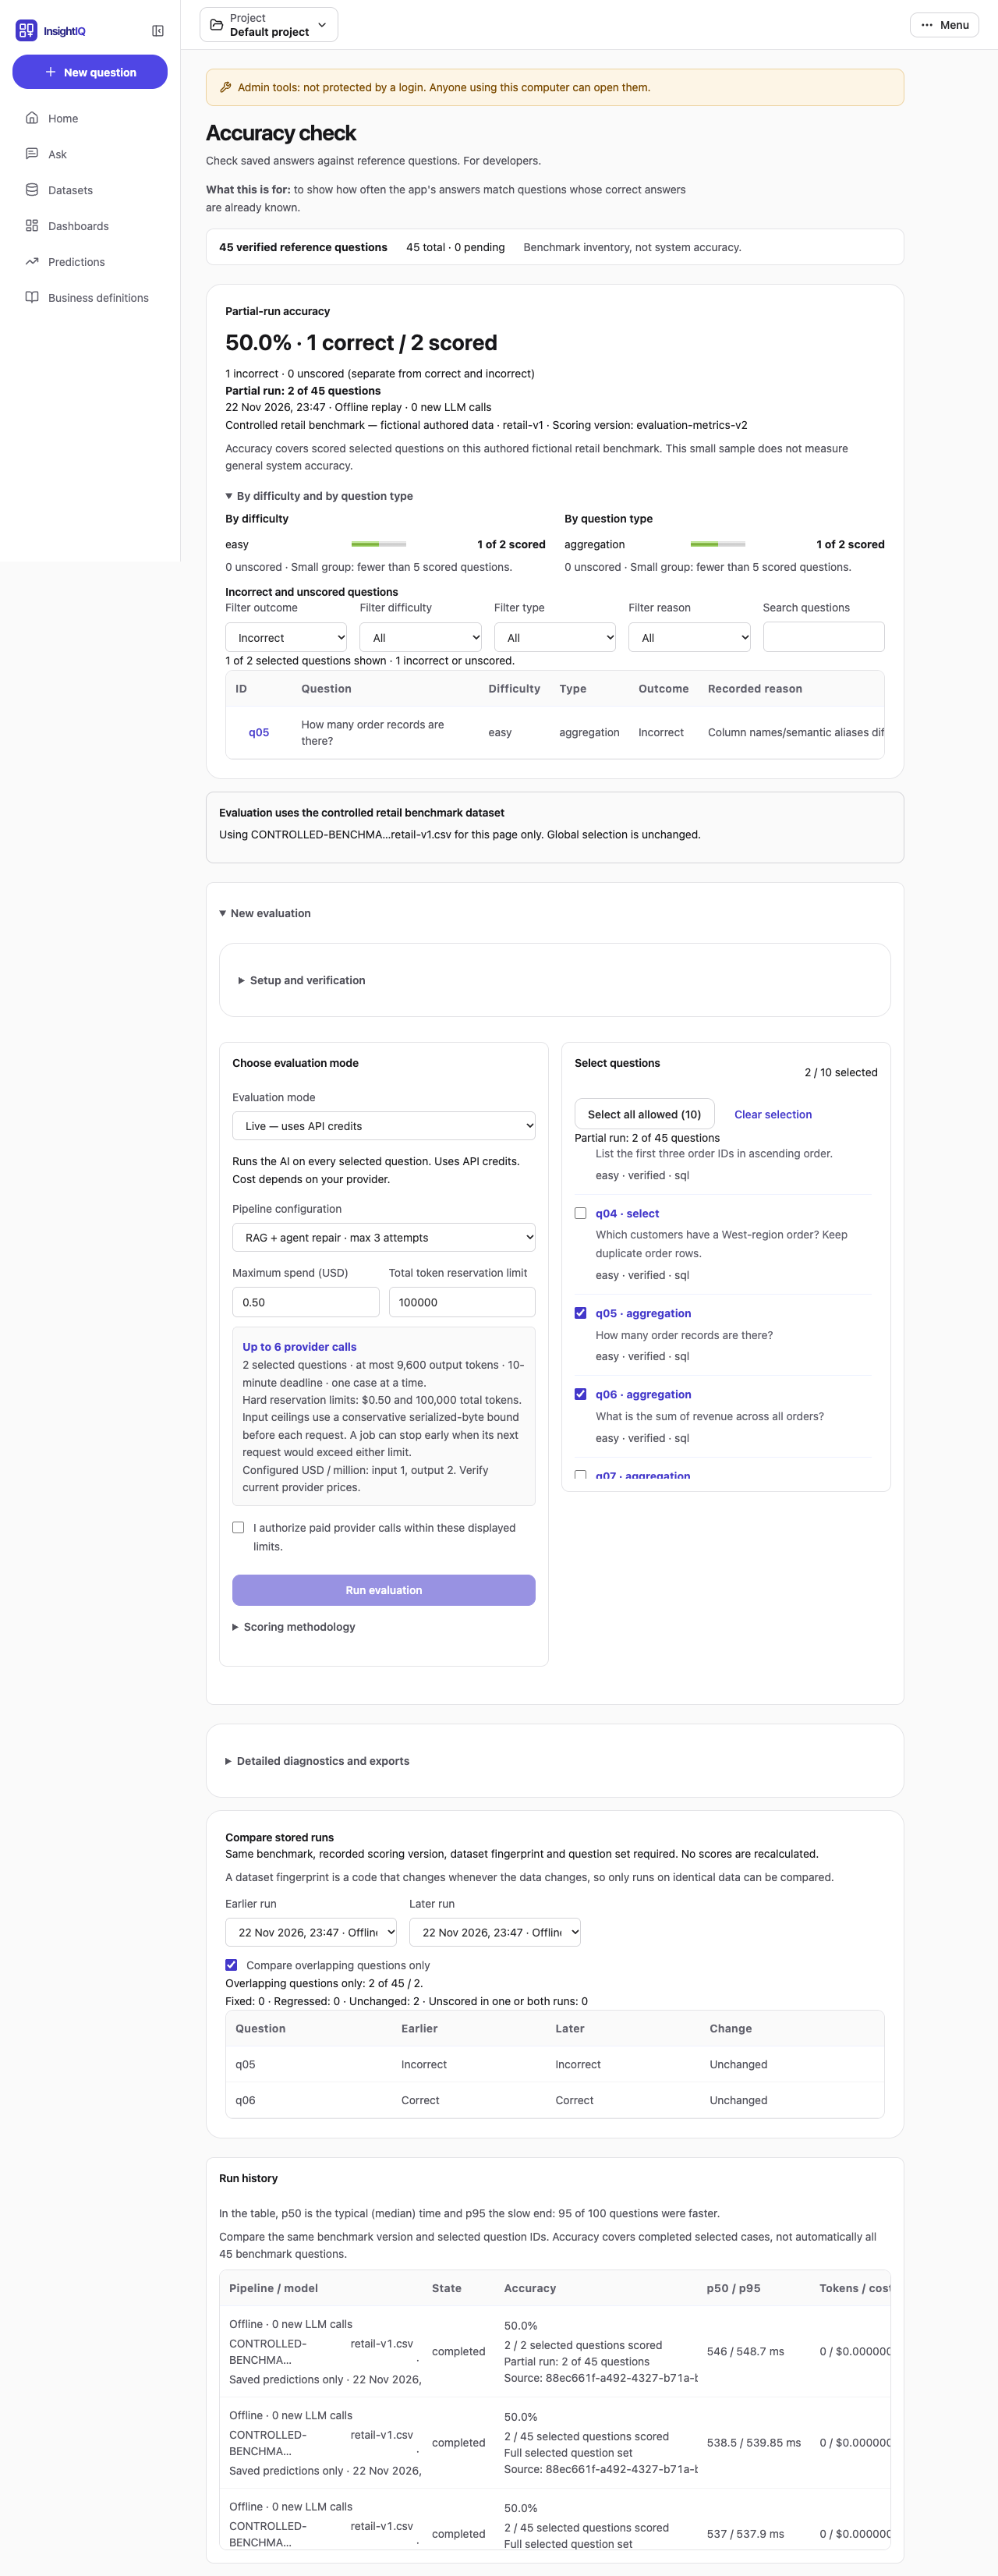 InsightIQ
New question
Home
Ask
Datasets
Dashboards
Predictions
Business definitions
Project
Default project
Menu
Admin tools: not protected by a login. Anyone using this computer can open them.
Accuracy check
Check saved answers against reference questions. For developers.
What this is for: to show how often the app's answers match questions whose correct answers
are already known.
45 verified reference questions 45 total · 0 pending Benchmark inventory, not system accuracy.
Partial-run accuracy
50.0% · 1 correct / 2 scored
1 incorrect · 0 unscored (separate from correct and incorrect)
Partial run: 2 of 45 questions
22 Nov 2026, 23:47 · Offline replay · 0 new LLM calls
Controlled retail benchmark — fictional authored data · retail-v1 · Scoring version: evaluation-metrics-v2
Accuracy covers scored selected questions on this authored fictional retail benchmark. This small sample does not measure
general system accuracy.
By difficulty and by question type
By difficulty
easy 1 of 2 scored
0 unscored · Small group: fewer than 5 scored questions.
By question type
aggregation 1 of 2 scored
0 unscored · Small group: fewer than 5 scored questions.
Incorrect and unscored questions
Filter outcome Filter difficulty Filter type Filter reason Search questions
Incorrect All All All
1 of 2 selected questions shown · 1 incorrect or unscored.
ID Question Difficulty Type Outcome Recorded reason
q05 How many order records are there? easy aggregation Incorrect Column names/semantic aliases dif
Evaluation uses the controlled retail benchmark dataset
Using CONTROLLED-BENCHMA...retail-v1.csv for this page only. Global selection is unchanged.
New evaluation
Setup and verification
Choose evaluation mode
Evaluation mode
Live — uses API credits
Runs the AI on every selected question. Uses API credits.
Cost depends on your provider.
Pipeline configuration
RAG + agent repair · max 3 attempts
Maximum spend (USD) Total token reservation limit
0.50 100000
Up to 6 provider calls
2 selected questions · at most 9,600 output tokens · 10-
minute deadline · one case at a time.
Hard reservation limits: $0.50 and 100,000 total tokens.
Input ceilings use a conservative serialized-byte bound
before each request. A job can stop early when its next
request would exceed either limit.
Configured USD / million: input 1, output 2. Verify
current provider prices.
I authorize paid provider calls within these displayed
limits.
Run evaluation
Scoring methodology
Select questions
2 / 10 selected
Select all allowed (10) Clear selection
Partial run: 2 of 45 questions
List the first three order IDs in ascending order.
easy · verified · sql
q04 · select
Which customers have a West-region order? Keep
duplicate order rows.
easy · verified · sql
q05 · aggregation
How many order records are there?
easy · verified · sql
q06 · aggregation
What is the sum of revenue across all orders?
easy · verified · sql
q07 · aggregation
Detailed diagnostics and exports
Compare stored runs
Same benchmark, recorded scoring version, dataset fingerprint and question set required. No scores are recalculated.
A dataset fingerprint is a code that changes whenever the data changes, so only runs on identical data can be compared.
Earlier run Later run
22 Nov 2026, 23:47 · Offline 22 Nov 2026, 23:47 · Offline
Compare overlapping questions only
Overlapping questions only: 2 of 45 / 2.
Fixed: 0 · Regressed: 0 · Unchanged: 2 · Unscored in one or both runs: 0
Question Earlier Later Change
q05 Incorrect Incorrect Unchanged
q06 Correct Correct Unchanged
Run history
In the table, p50 is the typical (median) time and p95 the slow end: 95 of 100 questions were faster.
Compare the same benchmark version and selected question IDs. Accuracy covers completed selected cases, not automatically all
45 benchmark questions.
Pipeline / model State Accuracy p50 / p95 Tokens / cost
Offline · 0 new LLM calls
CONTROLLED-BENCHMA... retail-v1.csv ·
Saved predictions only · 22 Nov 2026,
completed
50.0%
2 / 2 selected questions scored
Partial run: 2 of 45 questions
Source: 88ec661f-a492-4327-b71a-b
546 / 548.7 ms
0 / $0.000000
Offline · 0 new LLM calls
CONTROLLED-BENCHMA... retail-v1.csv ·
Saved predictions only · 22 Nov 2026,
completed
50.0%
2 / 45 selected questions scored
Full selected question set
Source: 88ec661f-a492-4327-b71a-b
538.5 / 539.85 ms
0 / $0.000000
Offline · 0 new LLM calls
CONTROLLED-BENCHMA... retail-v1.csv ·
completed
50.0%
2 / 45 selected questions scored
Full selected question set
537 / 537.9 ms
0 / $0.000000